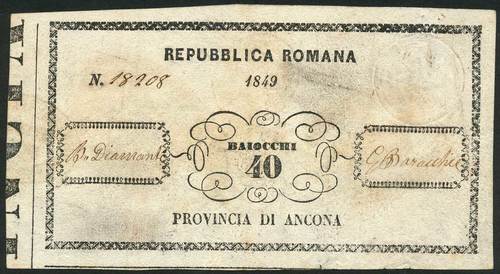 REPUBBLICA ROMANA
N. 18208
1849
BAIOCCHI
40
PROVINCIA DI ANCONA